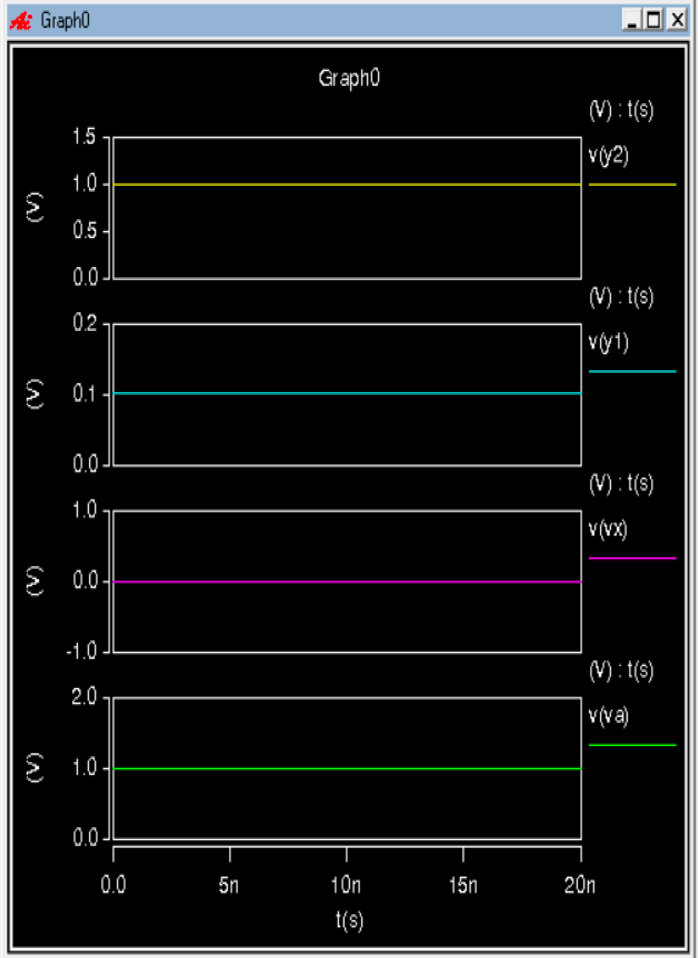 Graph0
Graph0
(V) : t(s)
1.5
v(y2)
1.0
(V)
0.5
0.0
(V) : t(s)
0.2
v(y1)
(V)
0.1
0.0
(V) : t(s)
1.0
v(vx)
(V)
0.0
-1.0
(V) : t(s)
2.0
v(va)
(V)
1.0
0.0
0.0 5n 10n 15n 20n
t(s)